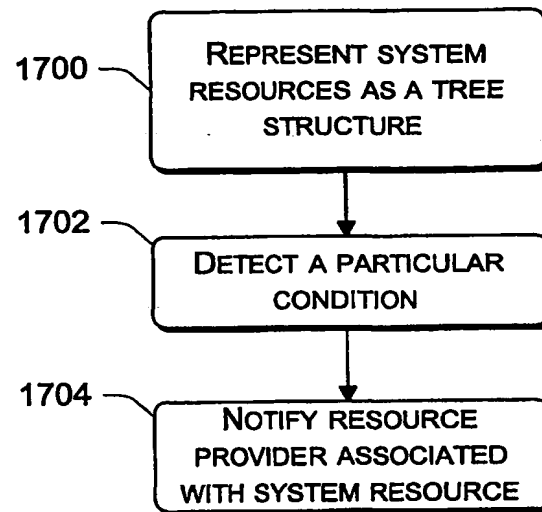 1700
REPRESENT SYSTEM
RESOURCES AS A TREE
STRUCTURE
1702
DETECT A PARTICULAR
CONDITION
1704
NOTIFY RESOURCE
PROVIDER ASSOCIATED
WITH SYSTEM RESOURCE